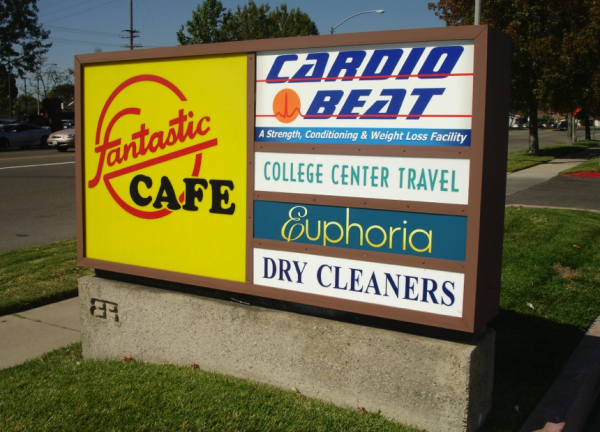 Fantastic
CAFE
CARDIO
BEAT
A Strength, Conditioning & Weight Loss Facility
COLLEGE CENTER TRAVEL
Euphoria
DRY CLEANERS